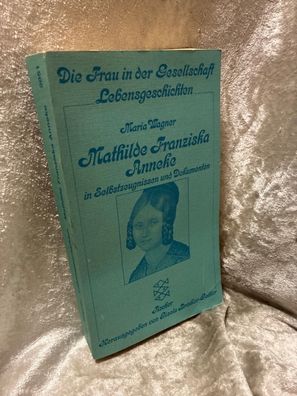 Die Frau in der Gesellschaft
Lebensgeschichten
Maria Wagner
Mathilde Franziska
Anneke
in Selbstzeugnissen und Dokumenten
Fischer
Herausgegeben von Gisela Brinker-Gabler